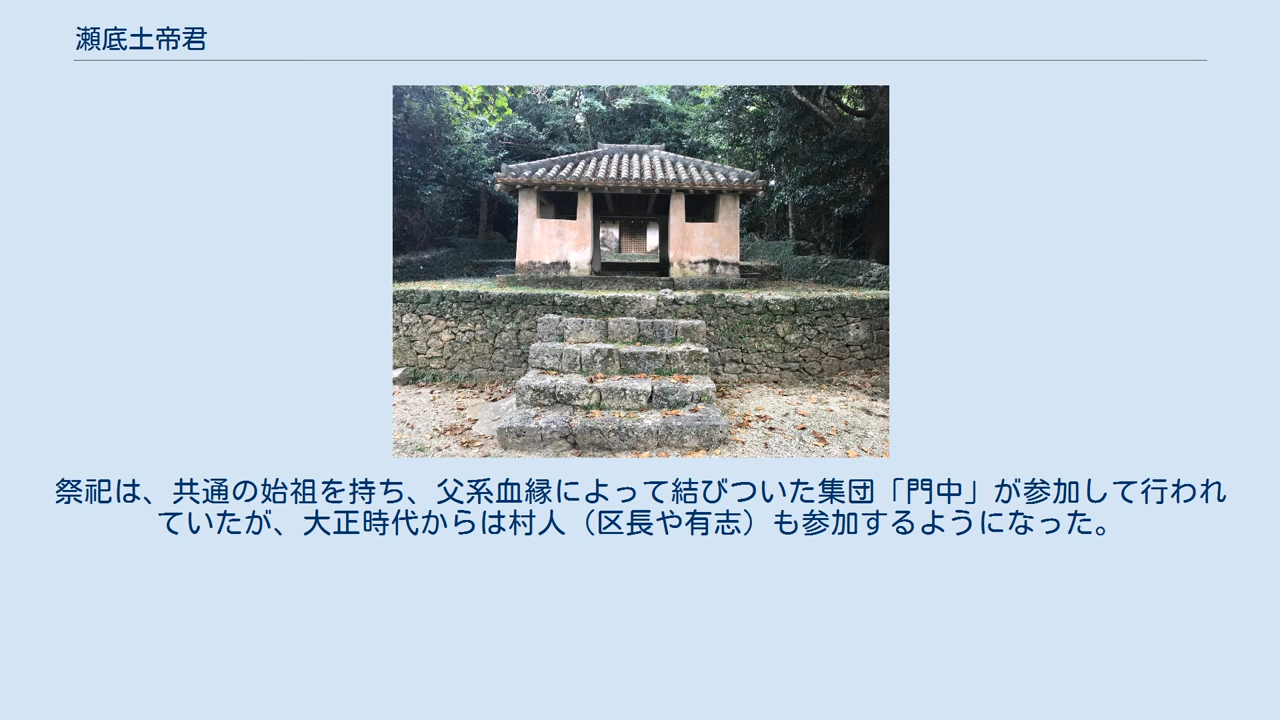 瀬底土帝君
祭祀は、共通の始祖を持ち、父系血縁によって結びついた集団「門中」が参加して行われ
ていたが、大正時代からは村人（区長や有志）も参加するようになった。